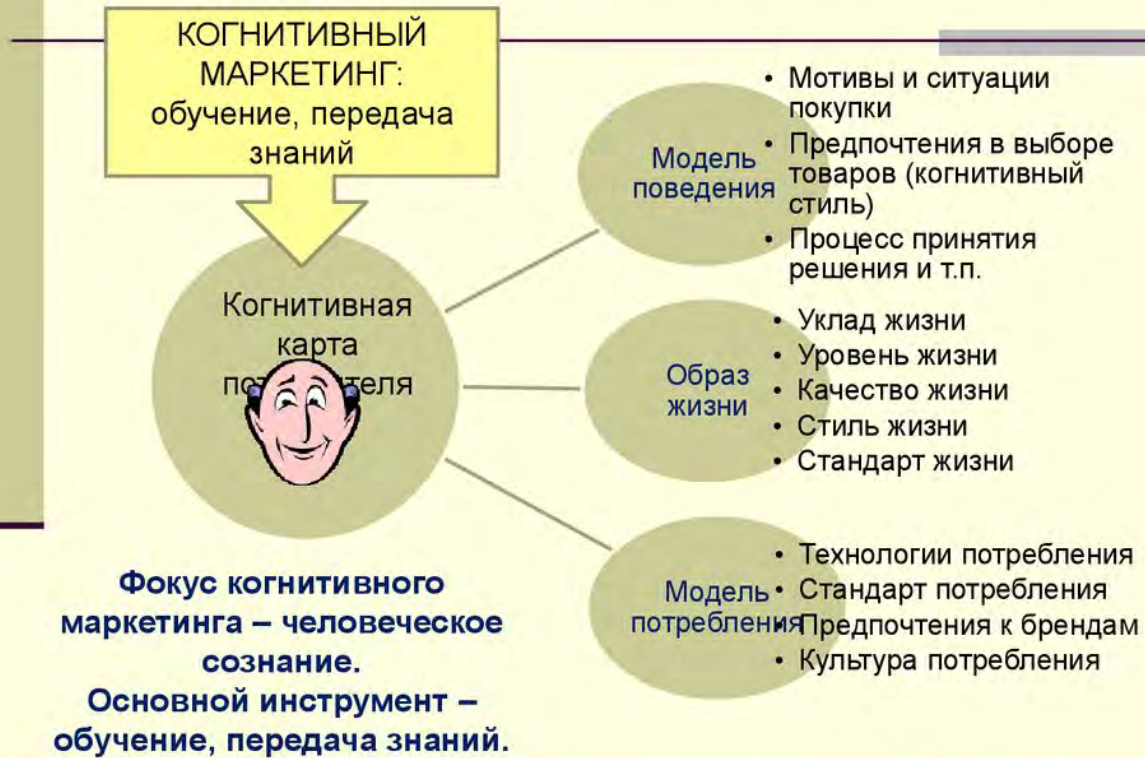 КОГНИТИВНЫЙ
МАРКЕТИНГ:
обучение, передача
знаний
Когнитивная
карта
Модель
поведения
• Мотивы и ситуации
покупки
• Предпочтения в выборе
товаров (когнитивный
стиль)
• Процесс принятия
решения и т.п.
Образ
жизни
• Уклад жизни
• Уровень жизни
• Качество жизни
• Стиль жизни
• Стандарт жизни
Модель
потребления
• Технологии потребления
• Стандарт потребления
• Предпочтения к брендам
• Культура потребления
Фокус когнитивного
маркетинга – человеческое
сознание.
Основной инструмент –
обучение, передача знаний.